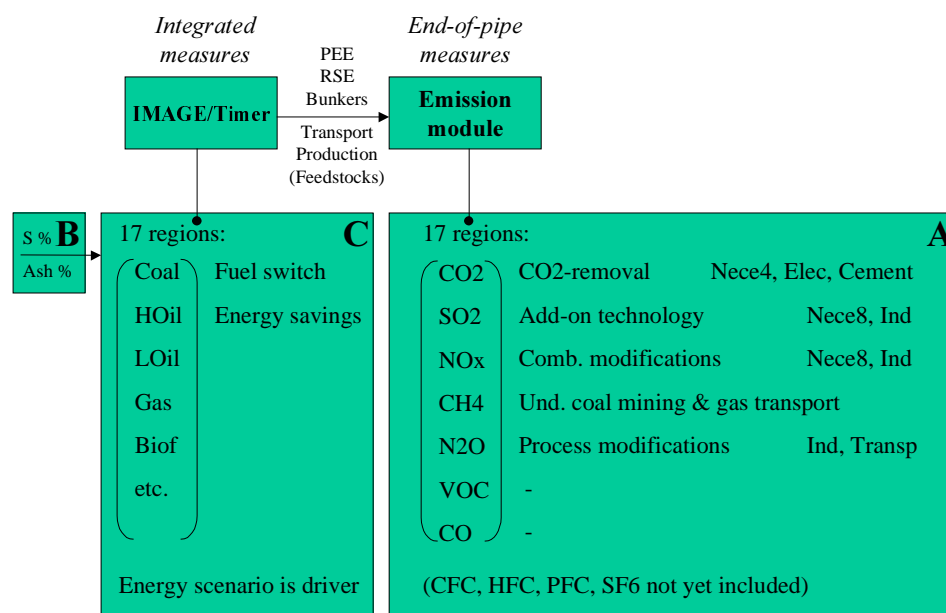 Integrated
measures
End-of-pipe
measures
IMAGE/Timer
PEE
RSE
Bunkers
Transport
Production
(Feedstocks)
Emission
module
S %
Ash %
B
17 regions:
C
Coal
Fuel switch
HOil
Energy savings
LOil
Gas
Biof
etc.
Energy scenario is driver
17 regions:
A
CO2 CO2-removal Nece4, Elec, Cement
SO2 Add-on technology Nece8, Ind
NOx Comb. modifications Nece8, Ind
CH4 Und. coal mining & gas transport
N2O Process modifications Ind, Transp
VOC -
CO -
(CFC, HFC, PFC, SF6 not yet included)